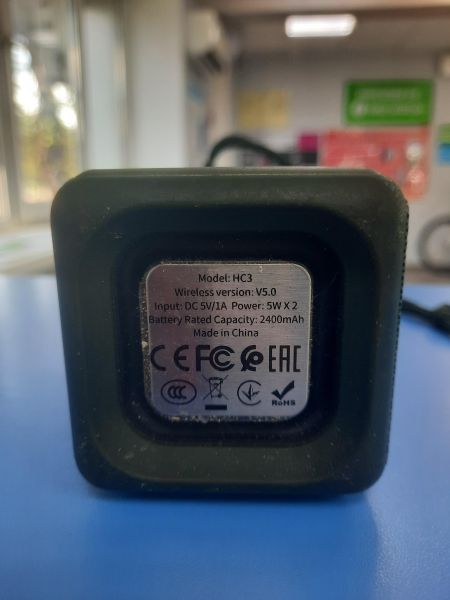 Model: HC3
Wireless version: V5.0
Input: DC 5V/1A Power: 5W X 2
Battery Rated Capacity: 2400mAh
Made in China
CE FC EAC
CCC RoHS